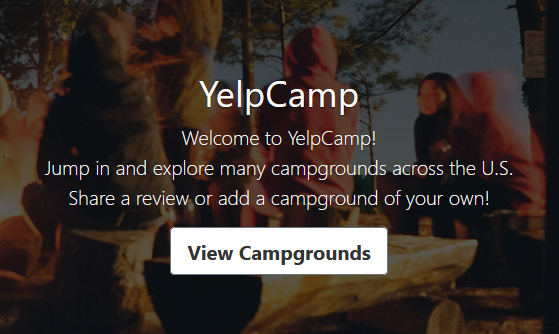 YelpCamp
Welcome to YelpCamp!
Jump in and explore many campgrounds across the U.S.
Share a review or add a campground of your own!
View Campgrounds